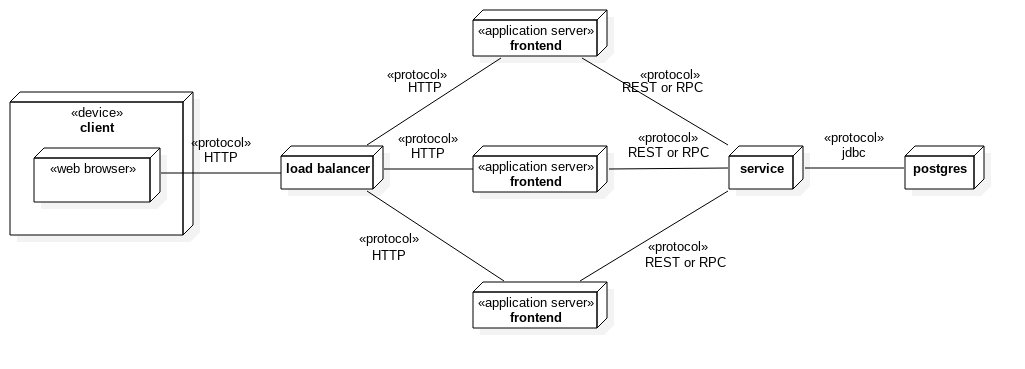 «application server»
frontend
«protocol»
HTTP
«protocol»
REST or RPC
«device»
client
«web browser»
«protocol»
HTTP
load balancer
«protocol»
HTTP
«application server»
frontend
«protocol»
REST or RPC
service
«protocol»
jdbc
postgres
«protocol»
HTTP
«protocol»
REST or RPC
«application server»
frontend